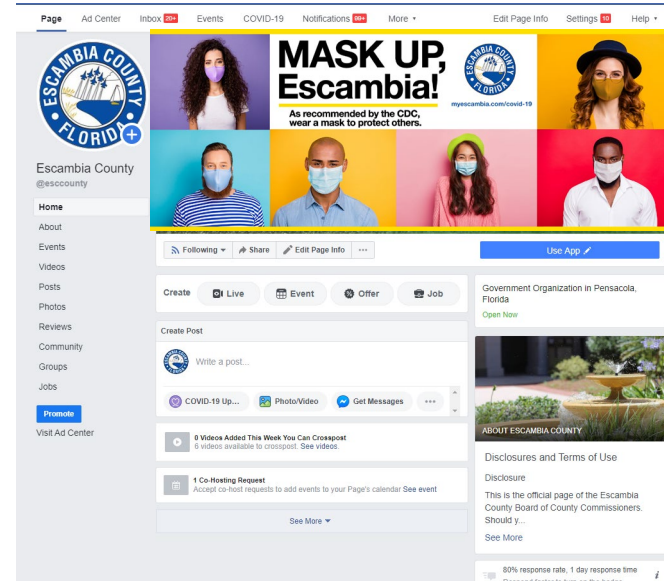 Page Ad Center Inbox 20+ Events COVID-19 Notifications 99+ More Edit Page Info Settings 10 Help
ESCAMBIA COUNTY
FLORIDA
MASK UP,
Escambia!
As recommended by the CDC,
wear a mask to protect others.
ESCAMBIA COUNTY
FLORIDA
myescambia.com/covid-19
Escambia County
@esccounty
Home
About
Events
Videos
Posts
Photos
Reviews
Community
Groups
Jobs
Promote
Visit Ad Center
Following Share Edit Page Info ...
Use App
Create Live Event Offer Job
Create Post
Write a post...
COVID-19 Up... Photo/Video Get Messages ...
0 Videos Added This Week You Can Crosspost
6 videos available to crosspost. See videos.
1 Co-Hosting Request
Accept co-host requests to add events to your Page's calendar See event
See More
Government Organization in Pensacola,
Florida
Open Now
ABOUT ESCAMBIA COUNTY
Disclosures and Terms of Use
Disclosure
This is the official page of the Escambia
County Board of County Commissioners.
Should y...
See More
80% response rate, 1 day response time